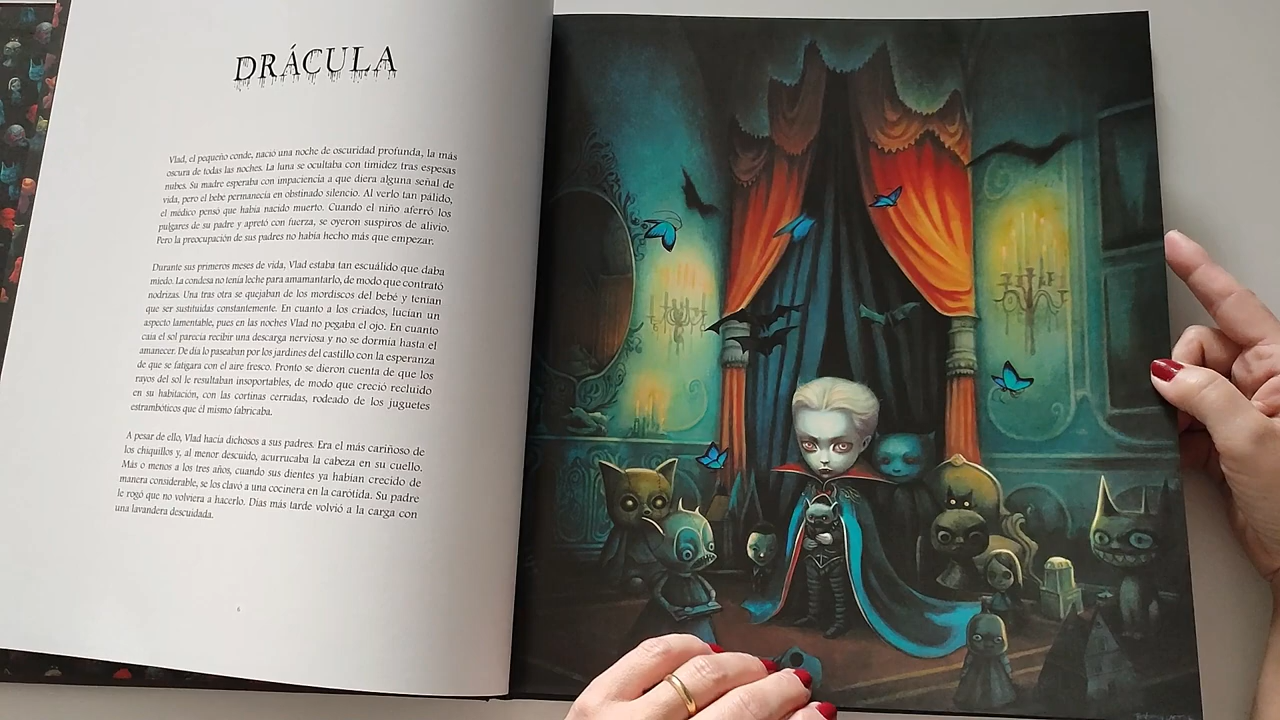 DRÁCULA
Vlad, el pequeño conde, nació una noche de oscuridad profunda, la más
oscura de todas las noches. La luna se ocultaba con timidez tras espesas
nubes. Su madre esperaba con impaciencia a que diera alguna señal de
vida, pero el bebé permanecía en obstinado silencio. Al verlo tan pálido,
el médico pensó que había nacido muerto. Cuando el niño aferró los
pulgares de su padre y apretó con fuerza, se oyeron suspiros de alivio.
Pero la preocupación de sus padres no había hecho más que empezar.
Durante sus primeros meses de vida, Vlad estaba tan escuálido que daba
miedo. La condesa no tenía leche para amamantarlo, de modo que contrató
nodrizas. Una tras otra se quejaban de los mordiscos del bebé y tenían
que ser sustituidas constantemente. En cuanto a los criados, lucían un
aspecto lamentable, pues en las noches Vlad no pegaba el ojo. En cuanto
caía el sol parecía recibir una descarga nerviosa y no se dormía hasta el
amanecer. De día lo paseaban por los jardines del castillo con la esperanza
de que se fatigara con el aire fresco. Pronto se dieron cuenta de que los
rayos del sol le resultaban insoportables, de modo que creció recluido
en su habitación, con las cortinas cerradas, rodeado de los juguetes
estrambóticos que él mismo fabricaba.
A pesar de ello, Vlad hacía dichosos a sus padres. Era el más cariñoso de
los chiquillos y, al menor descuido, acurrucaba la cabeza en su cuello.
Más o menos a los tres años, cuando sus dientes ya habían crecido de
manera considerable, se los clavó a una cocinera en la carótida. Su padre
le rogó que no volviera a hacerlo. Días más tarde volvió a la carga con
una lavandera descuidada.